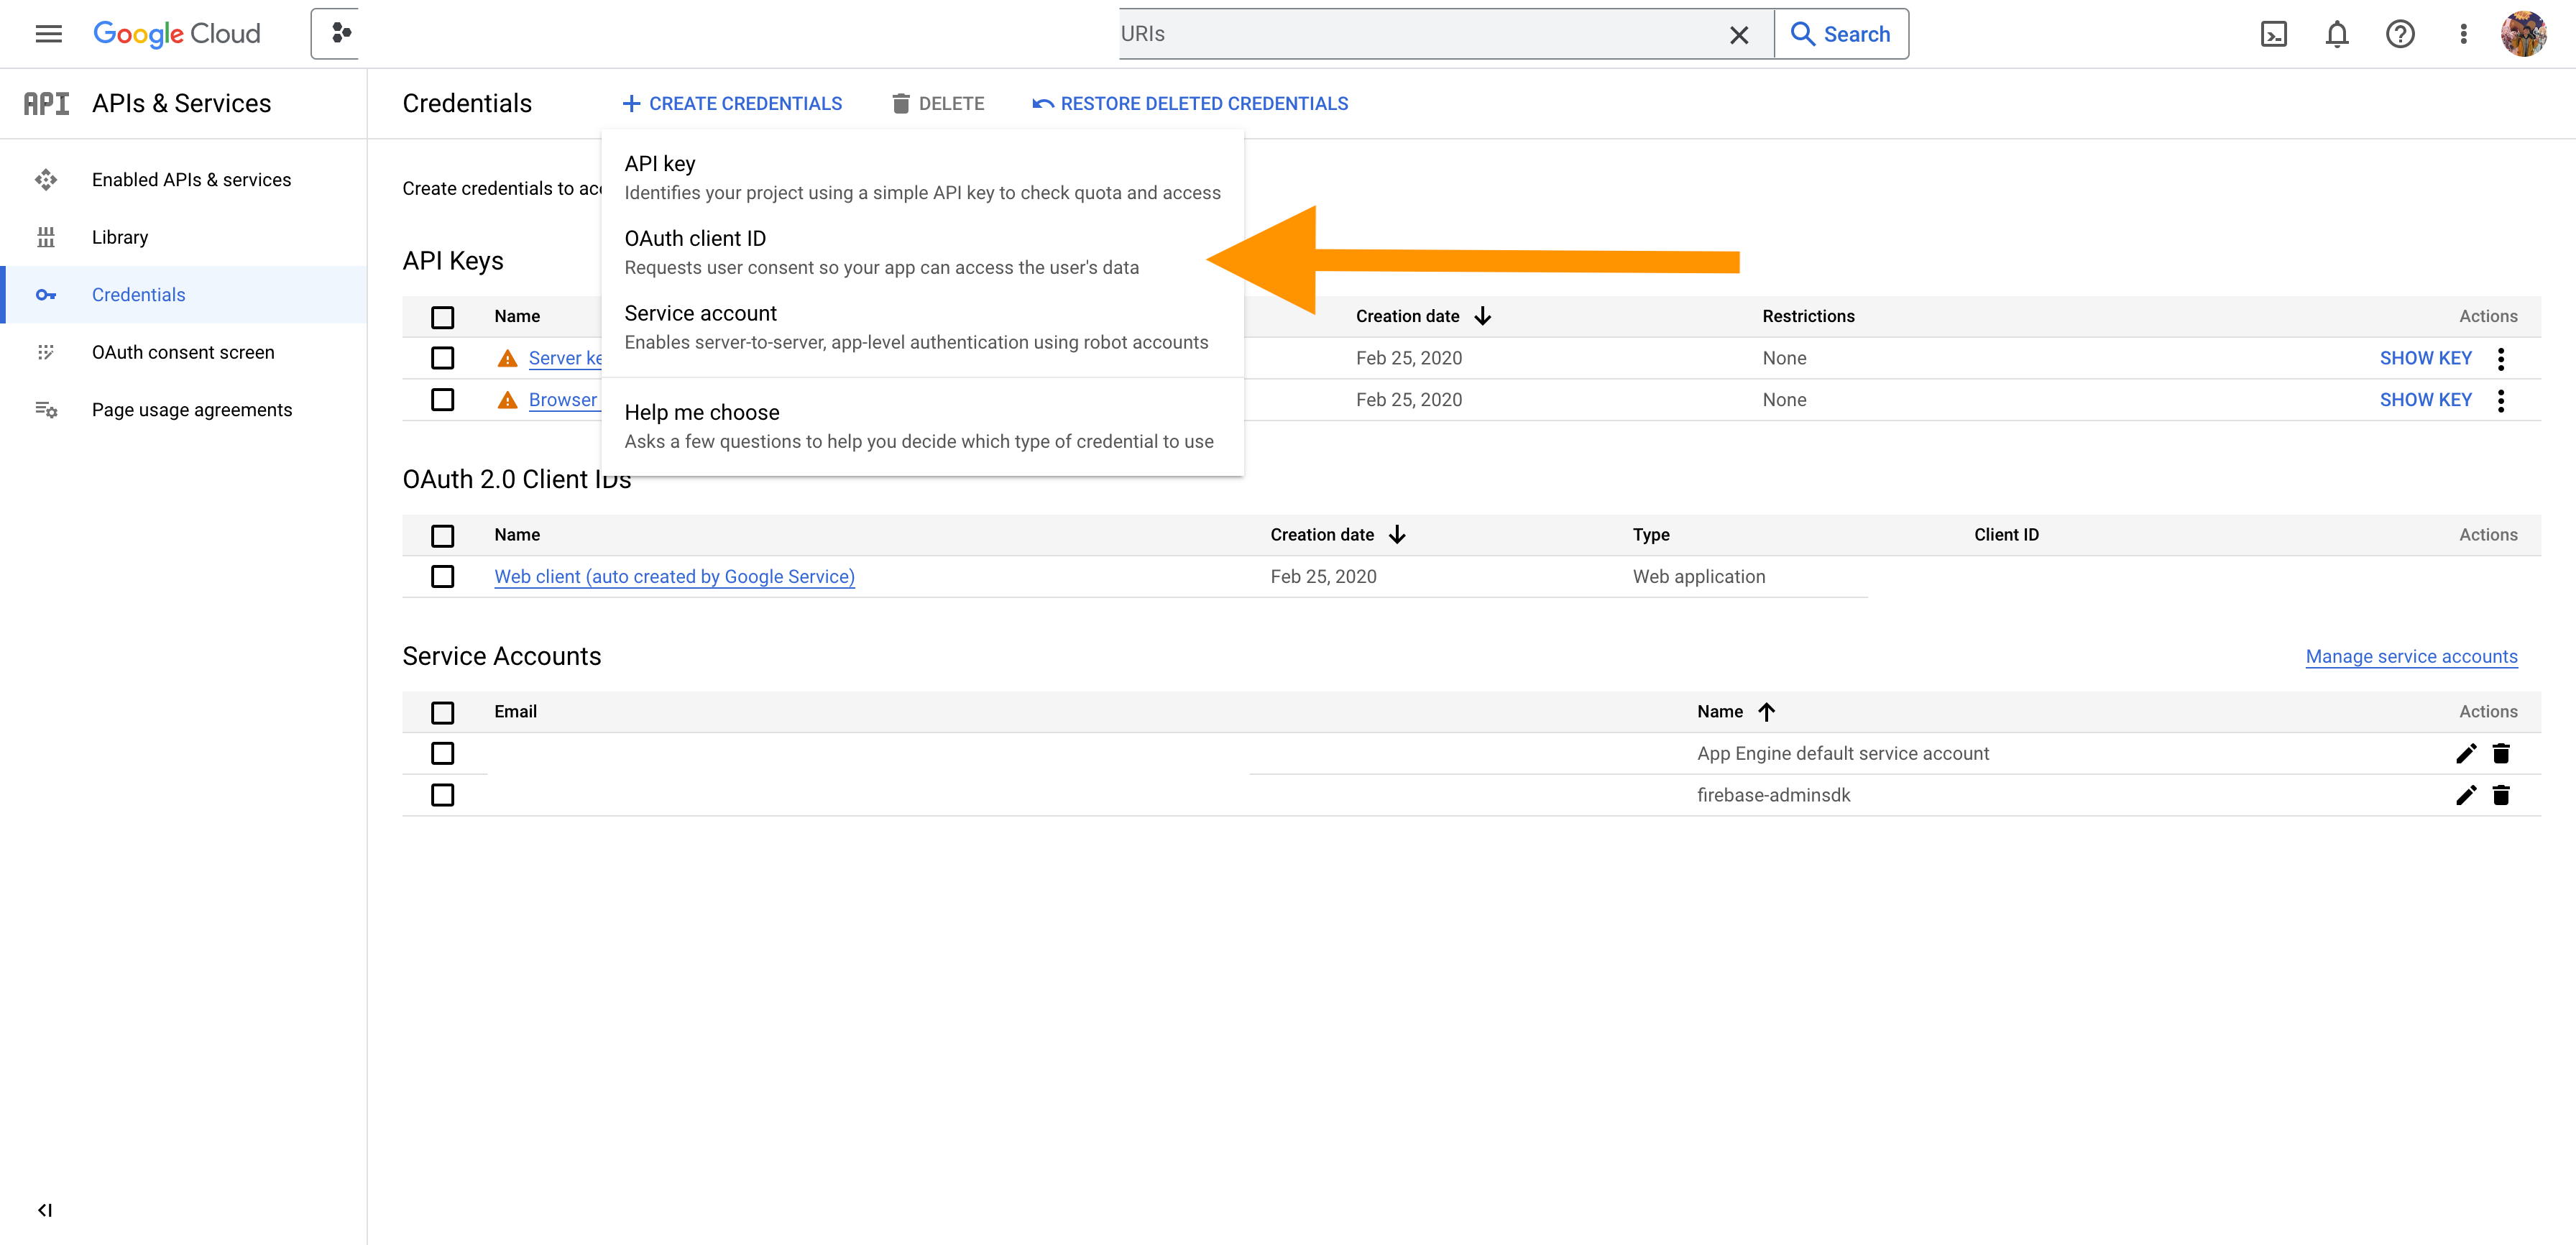 Google Cloud
URIs
Search
API APIs & Services
Credentials
CREATE CREDENTIALS
DELETE
RESTORE DELETED CREDENTIALS
Enabled APIs & services
Library
Credentials
OAuth consent screen
Page usage agreements
Create credentials to acc
API key
Identifies your project using a simple API key to check quota and access
OAuth client ID
Requests user consent so your app can access the user's data
Service account
Enables server-to-server, app-level authentication using robot accounts
Help me choose
Asks a few questions to help you decide which type of credential to use
API Keys
Name Creation date Restrictions Actions
Server ke Feb 25, 2020 None SHOW KEY
Browser Feb 25, 2020 None SHOW KEY
OAuth 2.0 Client IDs
Name Creation date Type Client ID Actions
Web client (auto created by Google Service) Feb 25, 2020 Web application
Service Accounts
Manage service accounts
Email Name Actions
App Engine default service account
firebase-adminsdk